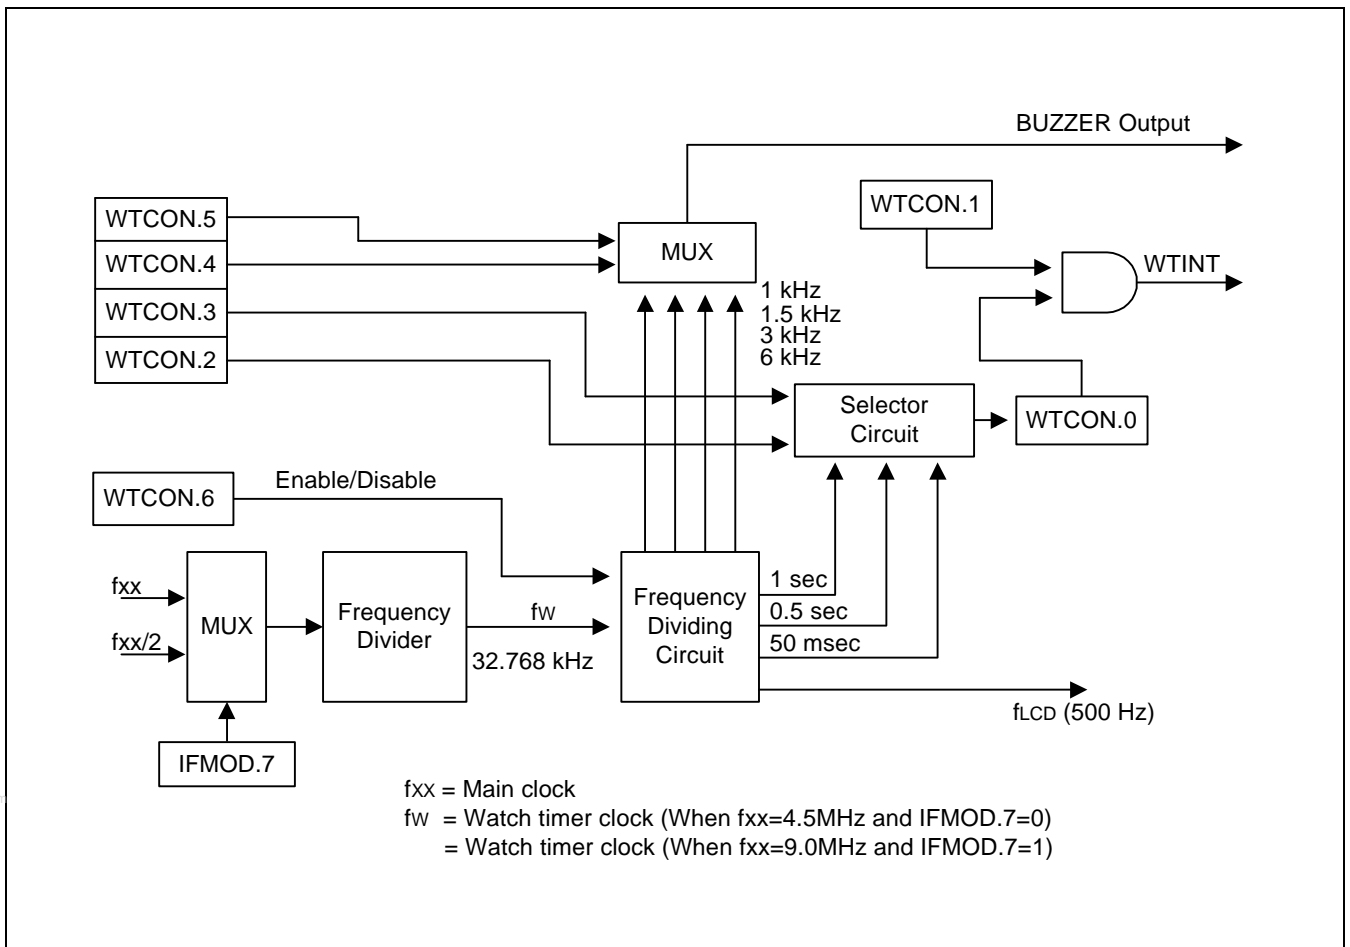 BUZZER Output
WTCON.1
WTCON.5
WTCON.4
WTCON.3
WTCON.2
MUX
WTINT
1 kHz
1.5 kHz
3 kHz
6 kHz
Selector
Circuit
WTCON.0
WTCON.6
Enable/Disable
fxx
fxx/2
MUX
Frequency
Divider
fW
32.768 kHz
Frequency
Dividing
Circuit
1 sec
0.5 sec
50 msec
fLCD (500 Hz)
IFMOD.7
fXX = Main clock
fW = Watch timer clock (When fxx=4.5MHz and IFMOD.7=0)
= Watch timer clock (When fxx=9.0MHz and IFMOD.7=1)